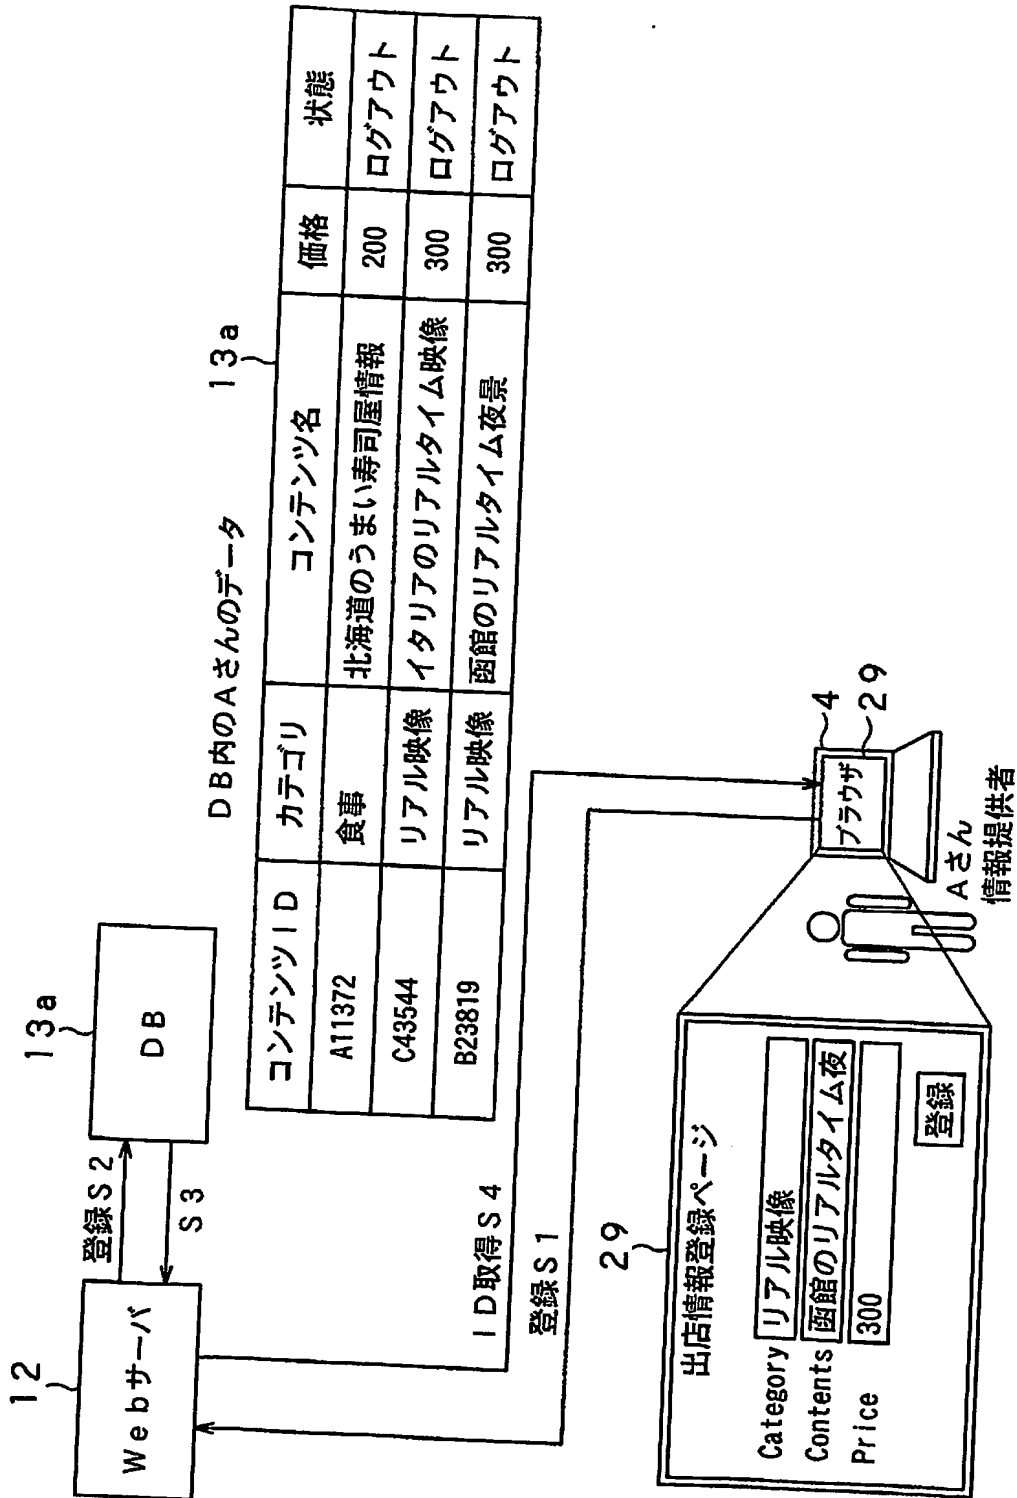 12
Webサーバ
登録S2
S3
13a
DB
DB内のAさんのデータ
13a
コンテンツID カテゴリ コンテンツ名 価格 状態
A11372 食事 北海道のうまい寿司屋情報 200 ログアウト
C43544 リアル映像 イタリアのリアルタイム映像 300 ログアウト
B23819 リアル映像 函館のリアルタイム夜景 300 ログアウト
ID取得S4
登録S1
29
出店情報登録ページ
Category リアル映像
Contents 函館のリアルタイム夜
Price 300
登録
ブラウザ
4
29
Aさん
情報提供者